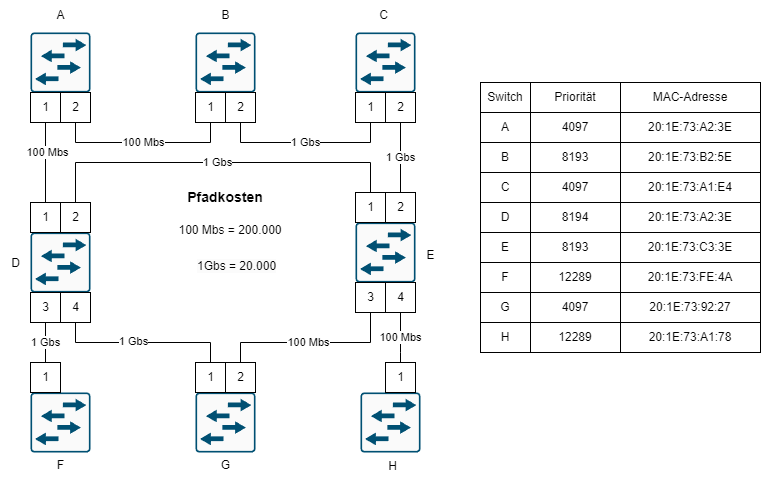 A B C
1 2 1 2 1 2
100 Mbs 1 Gbs
100 Mbs 1 Gbs
1 Gbs
Pfadkosten
100 Mbs = 200.000
1Gbs = 20.000
1 2 1 2
D E
3 4 3 4
1 Gbs 1 Gbs 100 Mbs 100 Mbs
1 1 2 1
F G H
Switch Priorität MAC-Adresse
A 4097 20:1E:73:A2:3E
B 8193 20:1E:73:B2:5E
C 4097 20:1E:73:A1:E4
D 8194 20:1E:73:A2:3E
E 8193 20:1E:73:C3:3E
F 12289 20:1E:73:FE:4A
G 4097 20:1E:73:92:27
H 12289 20:1E:73:A1:78